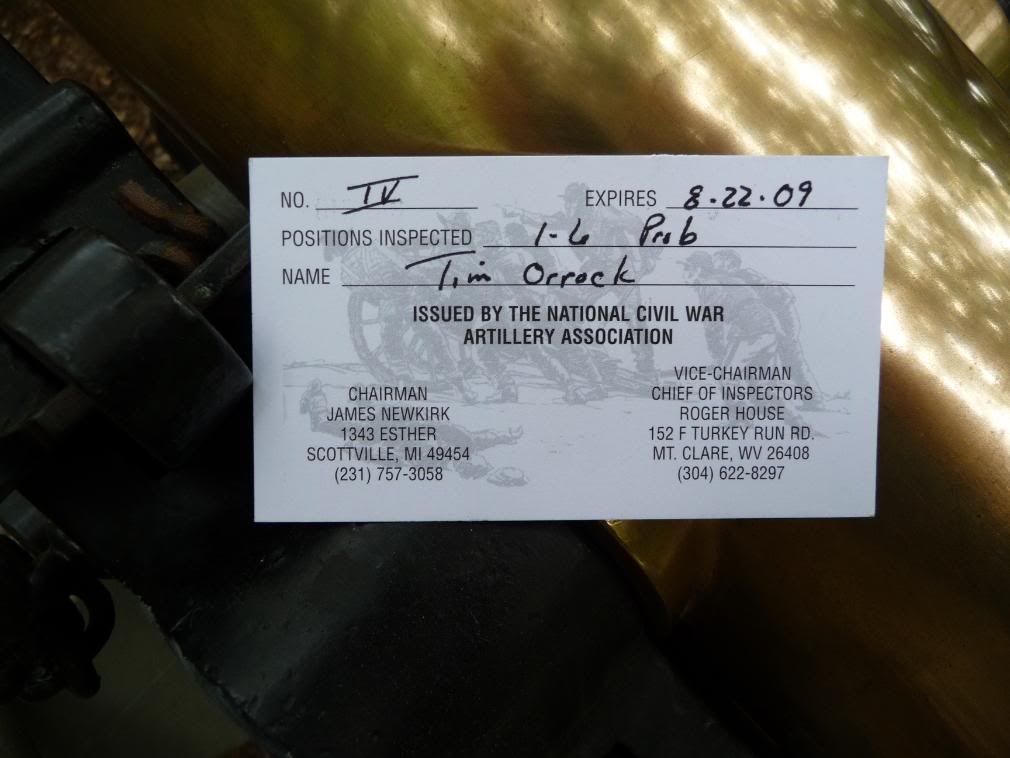 NO. IV EXPIRES 8.22.09
POSITIONS INSPECTED 1-6 Prob
NAME Tim Orrock
ISSUED BY THE NATIONAL CIVIL WAR
ARTILLERY ASSOCIATION
CHAIRMAN
JAMES NEWKIRK
1343 ESTHER
SCOTTVILLE, MI 49454
(231) 757-3058
VICE-CHAIRMAN
CHIEF OF INSPECTORS
ROGER HOUSE
152 F TURKEY RUN RD.
MT. CLARE, WV 26408
(304) 622-8297